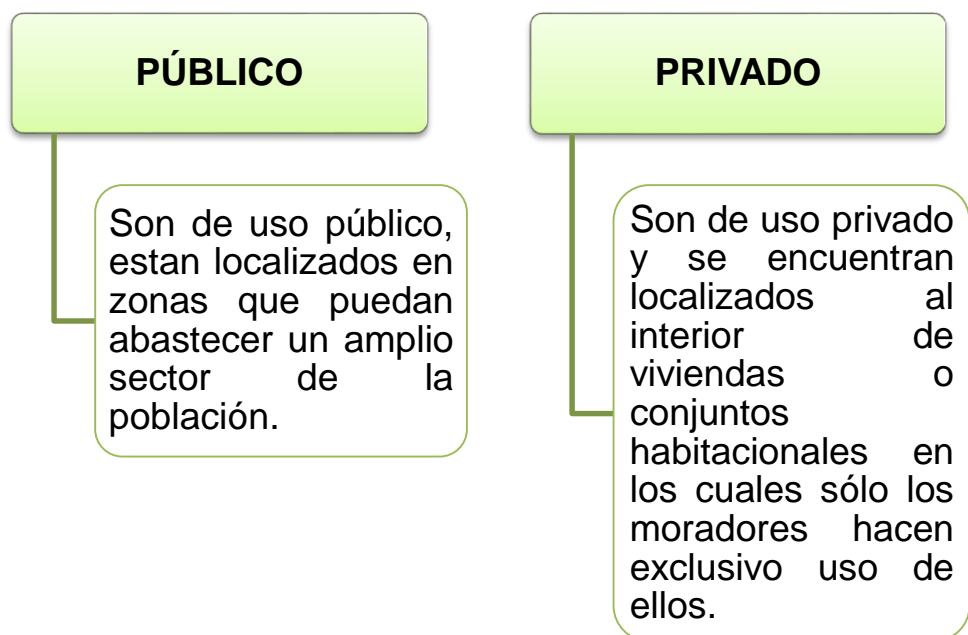 PÚBLICO
Son de uso público,
estan localizados en
zonas que puedan
abastecer un amplio
sector de la
población.
PRIVADO
Son de uso privado
y se encuentran
localizados al
interior de
viviendas o
conjuntos
habitacionales en
los cuales sólo los
moradores hacen
exclusivo uso de
ellos.